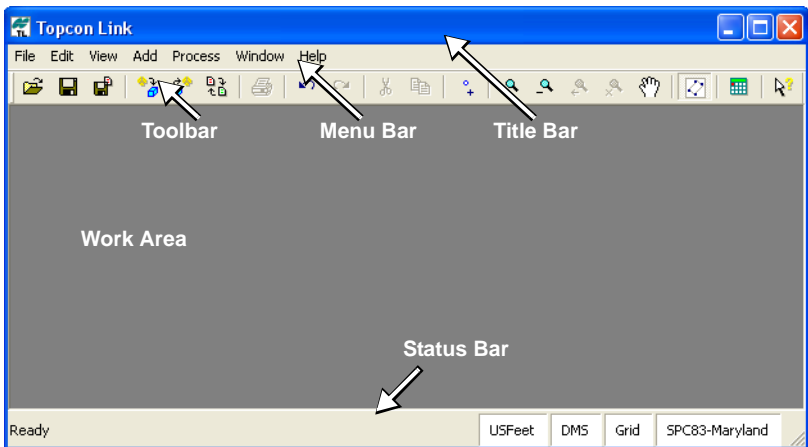 Topcon Link
File Edit View Add Process Window Help
Toolbar Menu Bar Title Bar
Work Area
Status Bar
Ready USFeet DMS Grid SPC83-Maryland